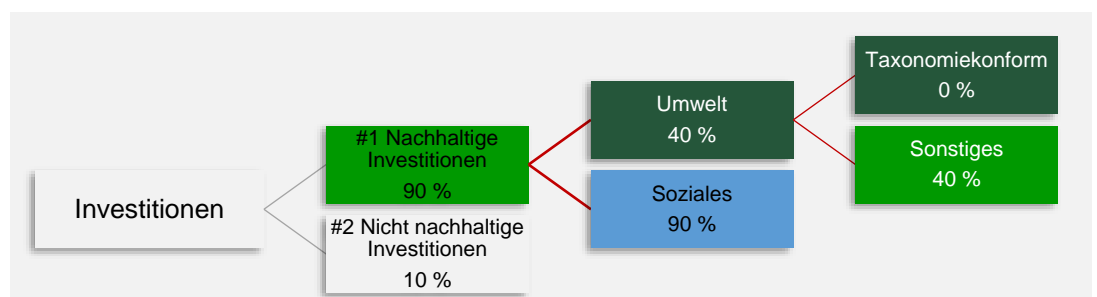 Investitionen
#1 Nachhaltige
Investitionen
90 %
#2 Nicht nachhaltige
Investitionen
10 %
Umwelt
40 %
Soziales
90 %
Taxonomiekonform
0 %
Sonstiges
40 %